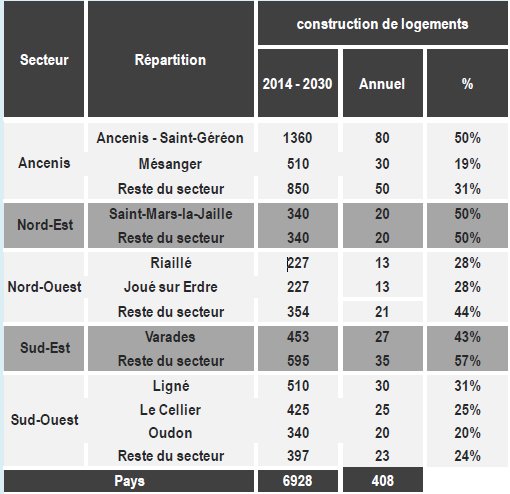 construction de logements
Secteur Répartition
2014 - 2030 Annuel %
Ancenis - Saint-Géréon 1360 80 50%
Ancenis Mésanger 510 30 19%
Reste du secteur 850 50 31%
Saint-Mars-la-Jaille 340 20 50%
Nord-Est
Reste du secteur 340 20 50%
Riaillé 227 13 28%
Nord-Ouest Joué sur Erdre 227 13 28%
Reste du secteur 354 21 44%
Varades 453 27 43%
Sud-Est
Reste du secteur 595 35 57%
Ligné 510 30 31%
Le Cellier 425 25 25%
Sud-Ouest
Oudon 340 20 20%
Reste du secteur 397 23 24%
Pays 6928 408